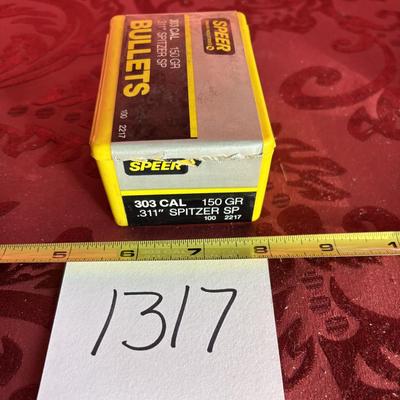 SPEER
303 CAL 150 GR
.311" SPITZER SP
BULLETS
100 2217
SPEER
303 CAL 150 GR
.311" SPITZER SP
100 2217
5 6 7 8 9 10 1
1317